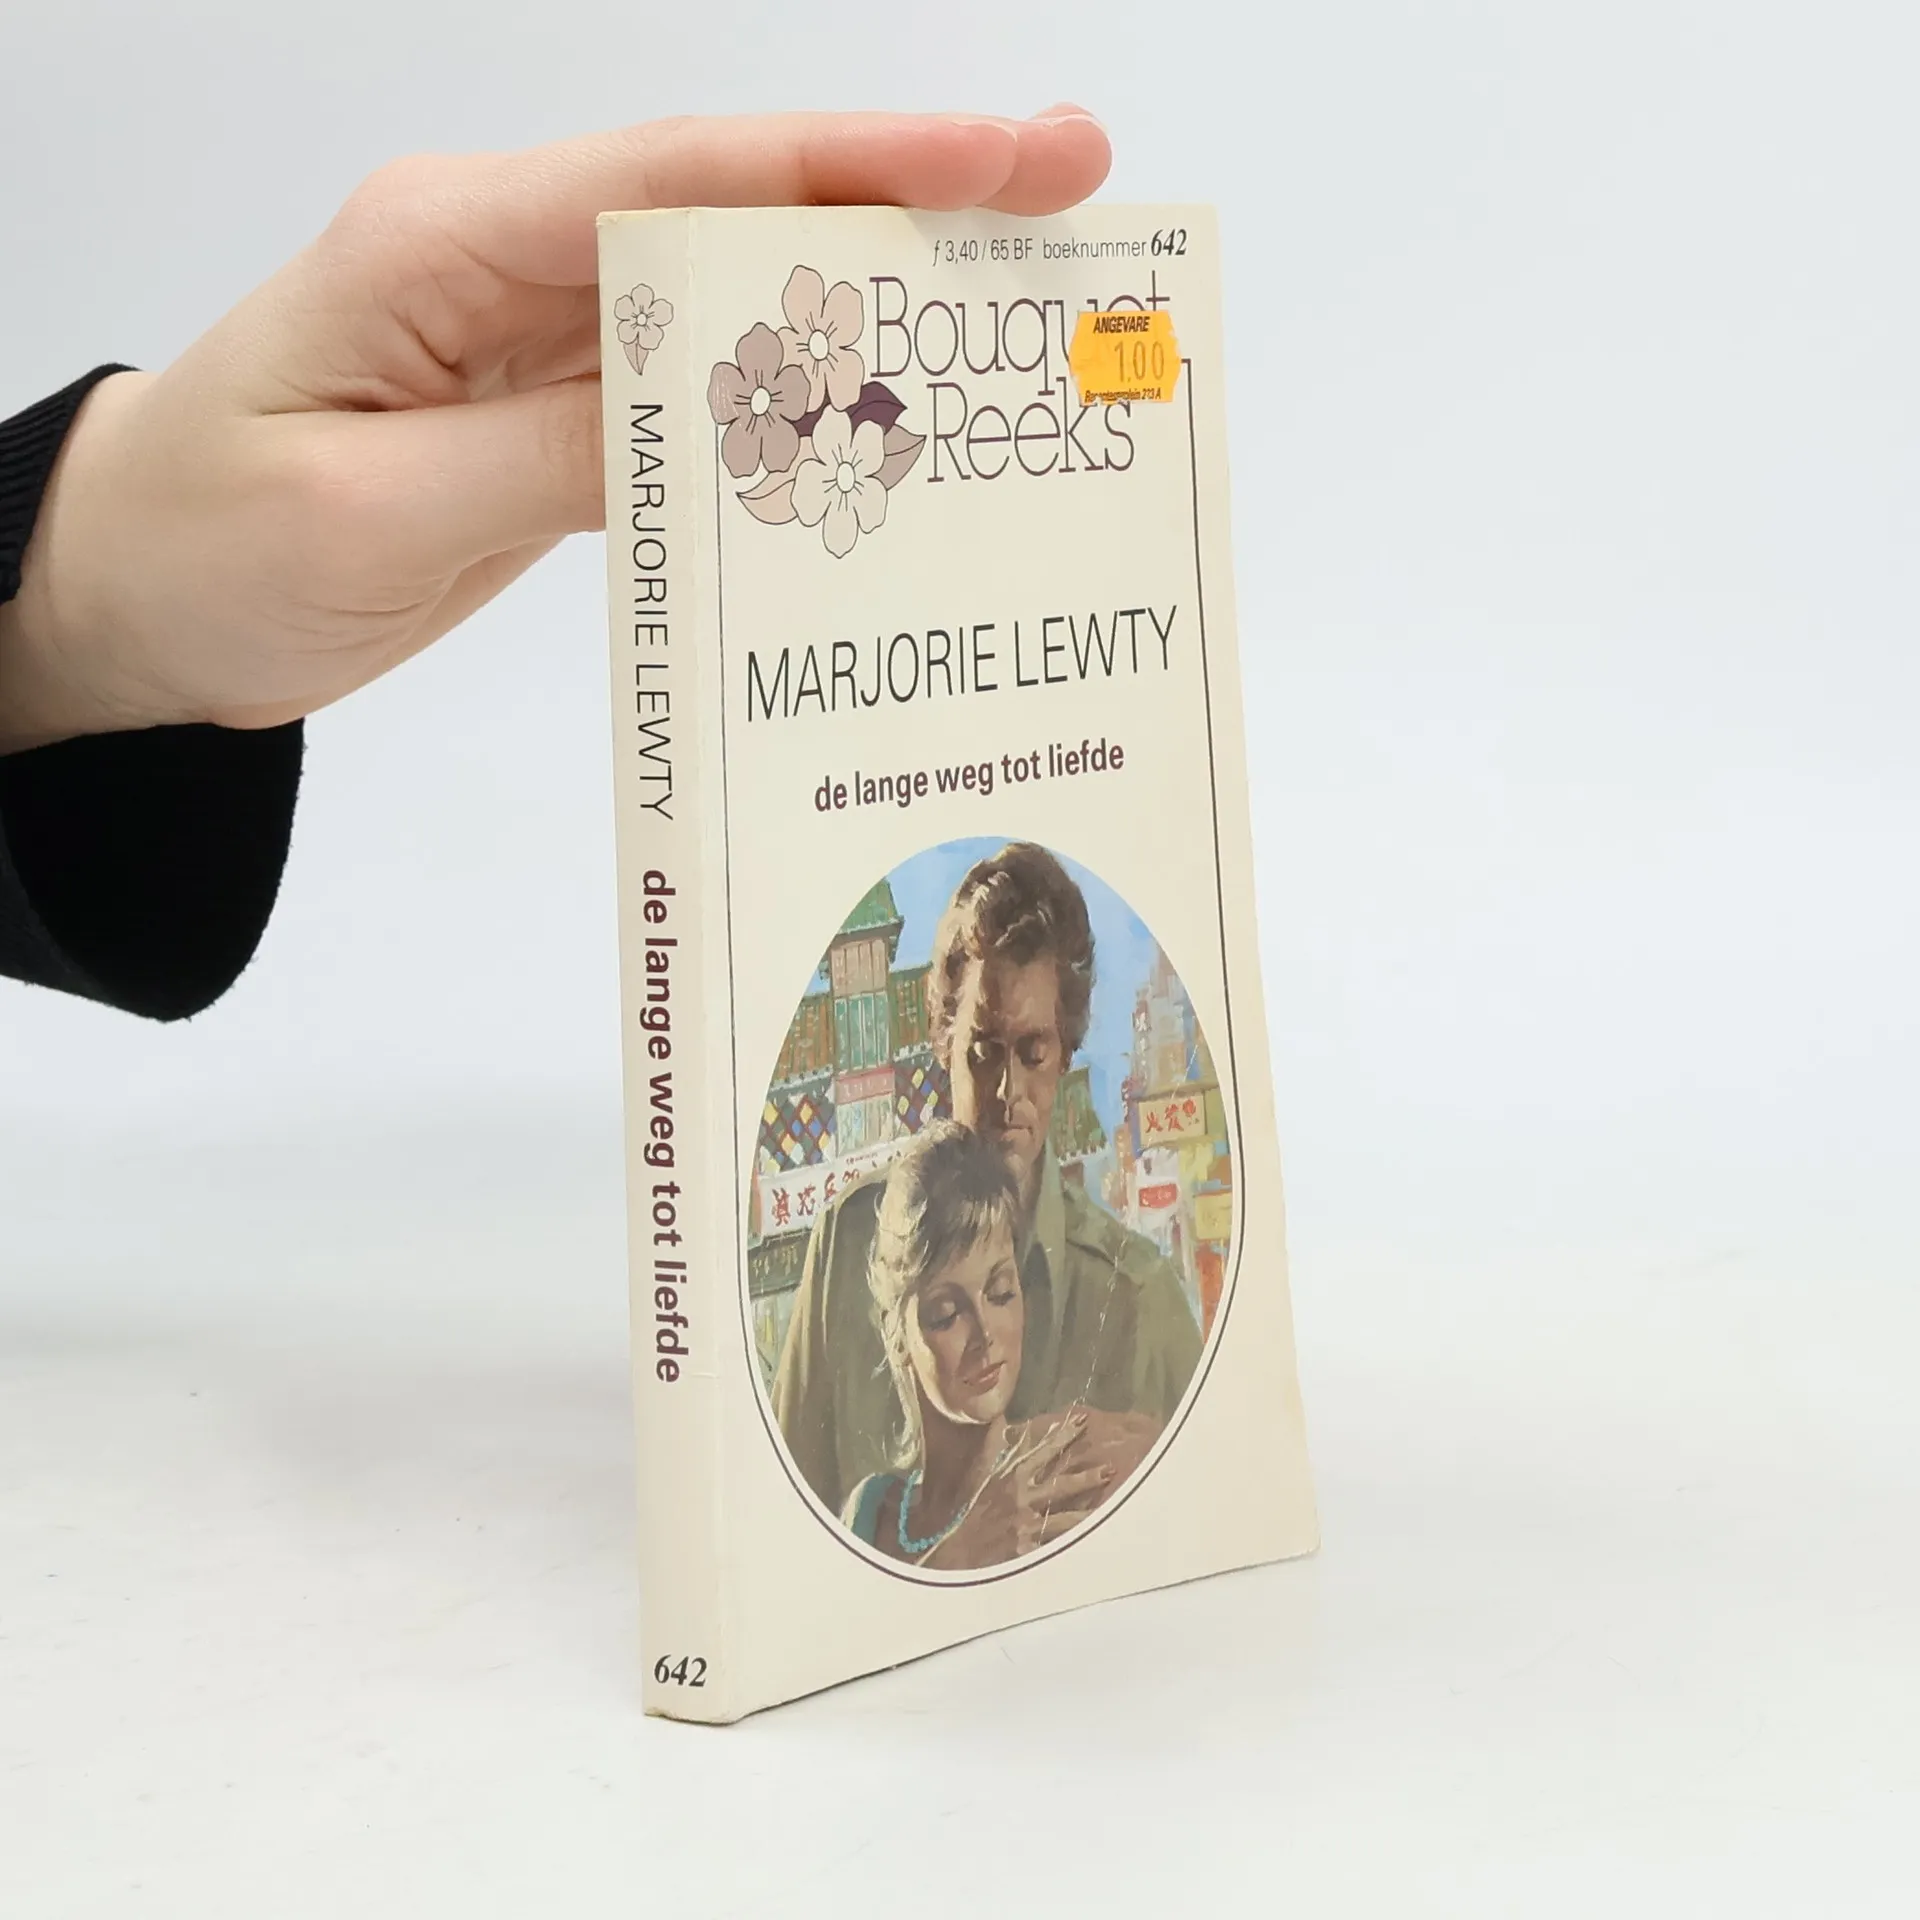 ƒ 3,40 / 65 BF boeknummer 642
Bouquet
Reeks
ANGEVARE
1.00
MARJORIE LEWTY
de lange weg tot liefde
MARJORIE LEWTY de lange weg tot liefde
642